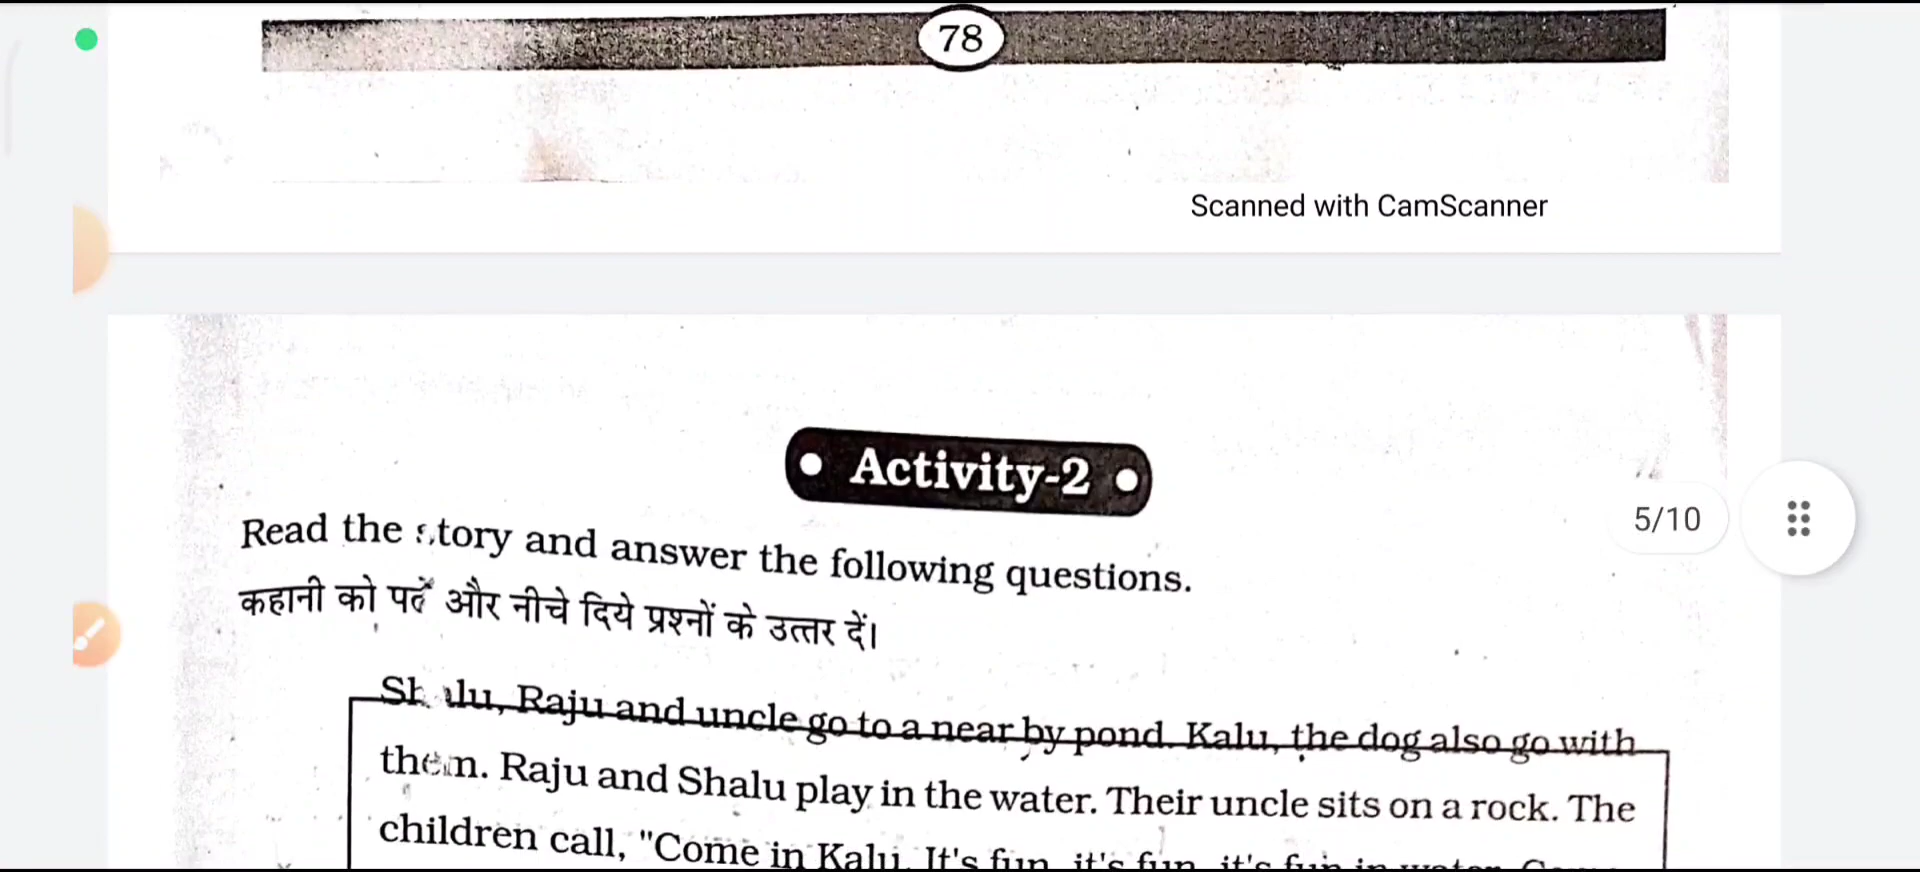 78
Scanned with CamScanner
• Activity-2 •
5/10
Read the story and answer the following questions.
कहानी को पढ़ें और नीचे दिये प्रश्नों के उत्तर दें।
Shalu, Raju and uncle go to a near by pond. Kalu, the dog also go with
them. Raju and Shalu play in the water. Their uncle sits on a rock. The
children call, "Come in Kalu. It's fun, it's fun, it's fun in water. Come